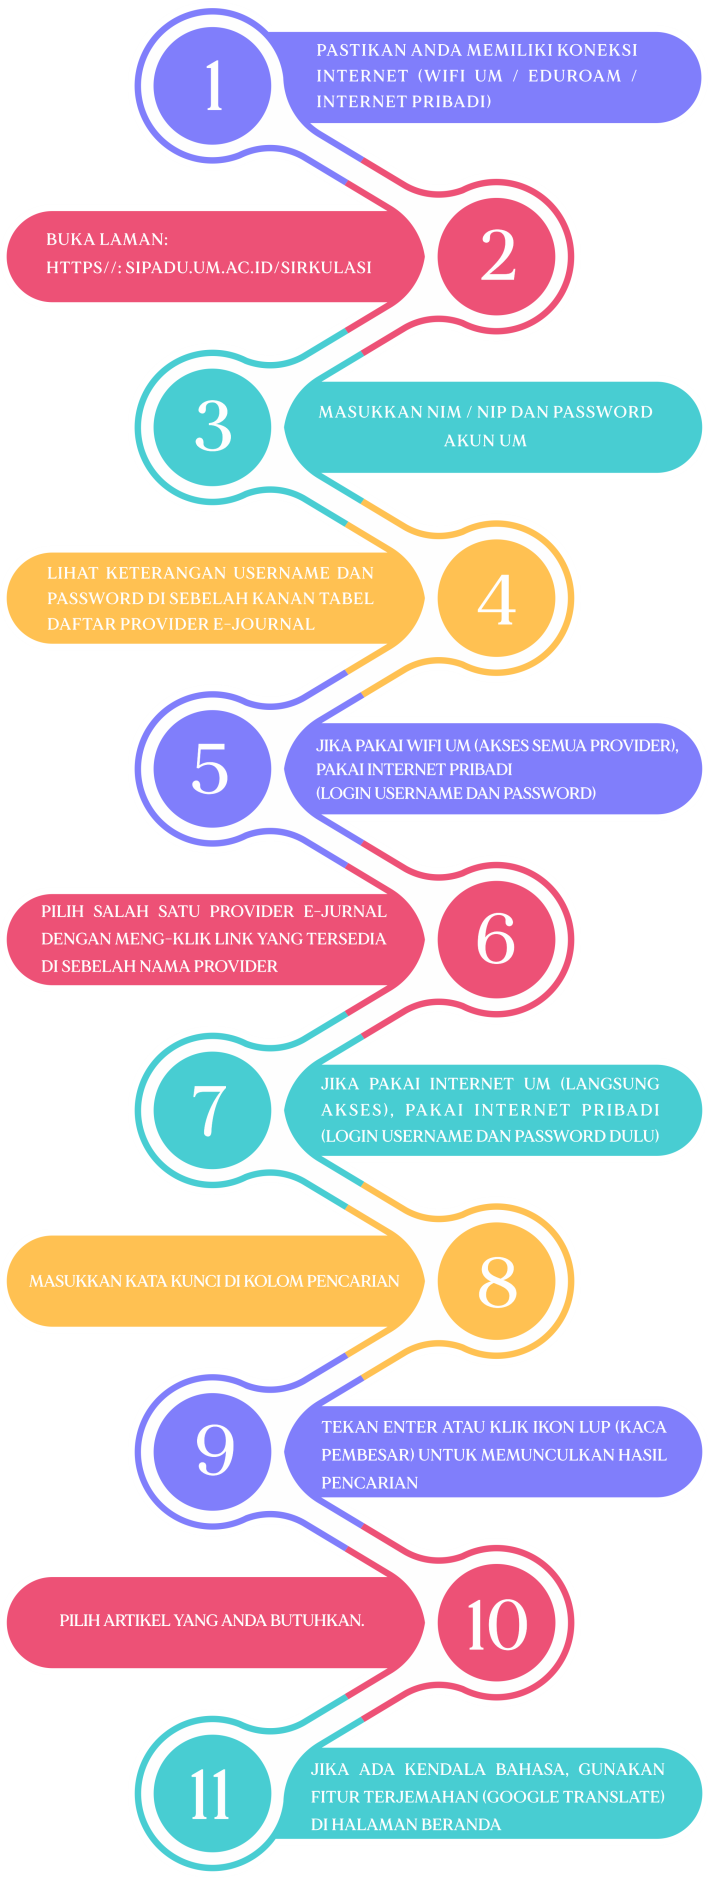 1
PASTIKAN ANDA MEMILIKI KONEKSI
INTERNET (WIFI UM / EDUROAM /
INTERNET PRIBADI)
2
BUKA LAMAN:
HTTPS//: SIPADU.UM.AC.ID/SIRKULASI
3
MASUKKAN NIM / NIP DAN PASSWORD
AKUN UM
4
LIHAT KETERANGAN USERNAME DAN
PASSWORD DI SEBELAH KANAN TABEL
DAFTAR PROVIDER E-JOURNAL
5
JIKA PAKAI WIFI UM (AKSES SEMUA PROVIDER),
PAKAI INTERNET PRIBADI
(LOGIN USERNAME DAN PASSWORD)
6
PILIH SALAH SATU PROVIDER E-JURNAL
DENGAN MENG-KLIK LINK YANG TERSEDIA
DI SEBELAH NAMA PROVIDER
7
JIKA PAKAI INTERNET UM (LANGSUNG
AKSES), PAKAI INTERNET PRIBADI
(LOGIN USERNAME DAN PASSWORD DULU)
8
MASUKKAN KATA KUNCI DI KOLOM PENCARIAN
9
TEKAN ENTER ATAU KLIK IKON LUP (KACA
PEMBESAR) UNTUK MEMUNCULKAN HASIL
PENCARIAN
10
PILIH ARTIKEL YANG ANDA BUTUHKAN.
11
JIKA ADA KENDALA BAHASA, GUNAKAN
FITUR TERJEMAHAN (GOOGLE TRANSLATE)
DI HALAMAN BERANDA